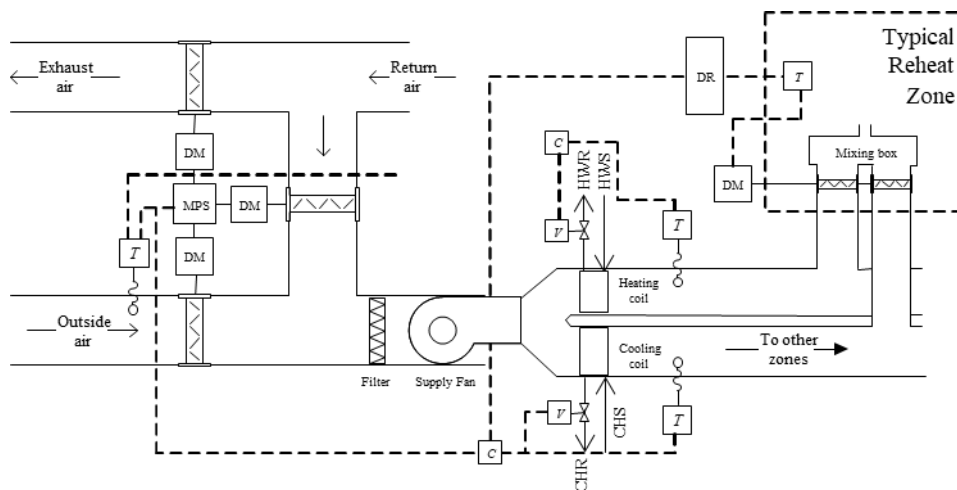 Exhaust
air
Return
air
DR
T
Typical
Reheat
Zone
DM
C
HWR
HWS
Mixing box
DM
MPS
DM
V
T
T
DM
Heating
coil
Outside
air
Cooling
coil
To other
zones
Filter
Supply Fan
V
CHS
T
C
CHR